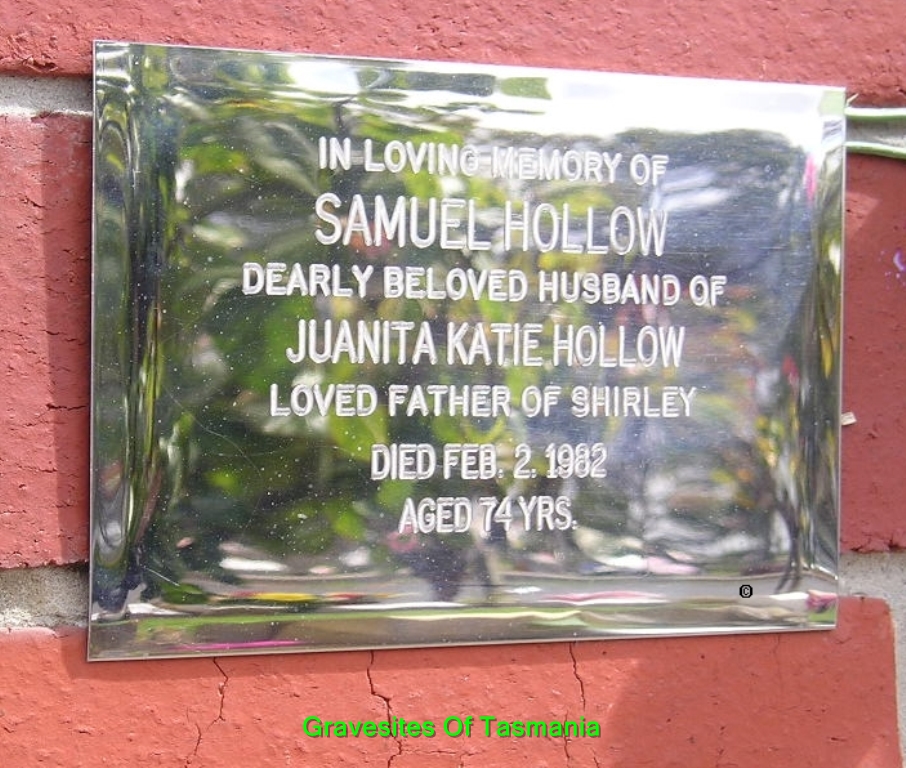 IN LOVING MEMORY OF
SAMUEL HOLLOW
DEARLY BELOVED HUSBAND OF
JUANITA KATIE HOLLOW
LOVED FATHER OF SHIRLEY
DIED FEB. 2. 1982
AGED 74 YRS.
©
Gravesites Of Tasmania